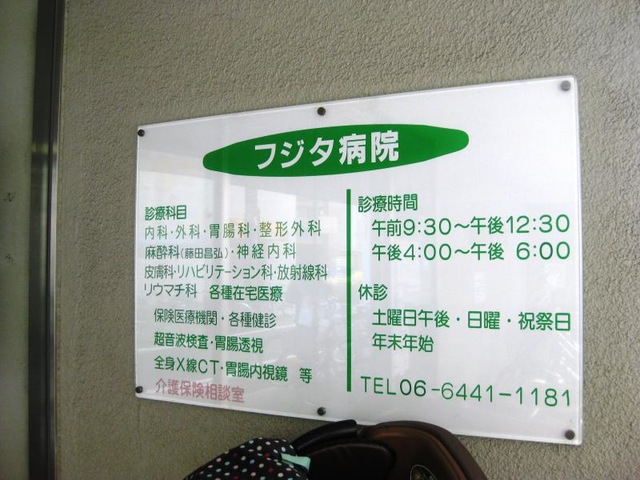 フジタ病院
診療科目
内科・外科・胃腸科・整形外科
麻酔科(藤田昌弘)・神経内科
皮膚科・リハビリテーション科・放射線科
リウマチ科 各種在宅医療
保険医療機関・各種健診
超音波検査・胃腸透視
全身X線CT・胃腸内視鏡 等
介護保険相談室
診療時間
午前9:30～午後12:30
午後4:00～午後 6:00
休診
土曜日午後・日曜・祝祭日
年末年始
TEL06-6441-1181